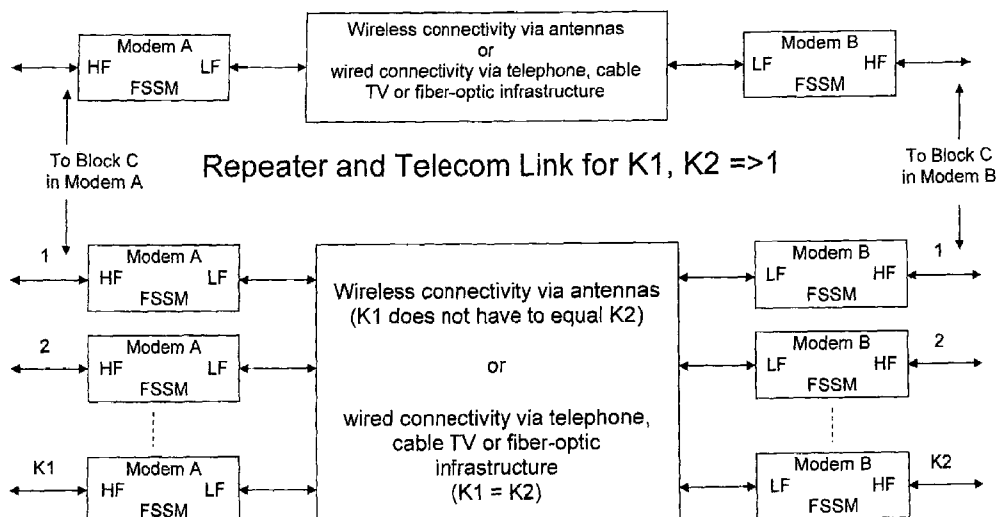 Modem A
HF LF
FSSM
Wireless connectivity via antennas
or
wired connectivity via telephone, cable
TV or fiber-optic infrastructure
Modem B
LF HF
FSSM
To Block C
in Modem A
Repeater and Telecom Link for K1, K2 =>1
To Block C
in Modem B
1
Modem A
HF LF
FSSM
2
Modem A
HF LF
FSSM
K1
Modem A
HF LF
FSSM
Wireless connectivity via antennas
(K1 does not have to equal K2)
or
wired connectivity via telephone,
cable TV or fiber-optic
infrastructure
(K1 = K2)
Modem B
LF HF
FSSM
1
Modem B
LF HF
FSSM
2
Modem B
LF HF
FSSM
K2